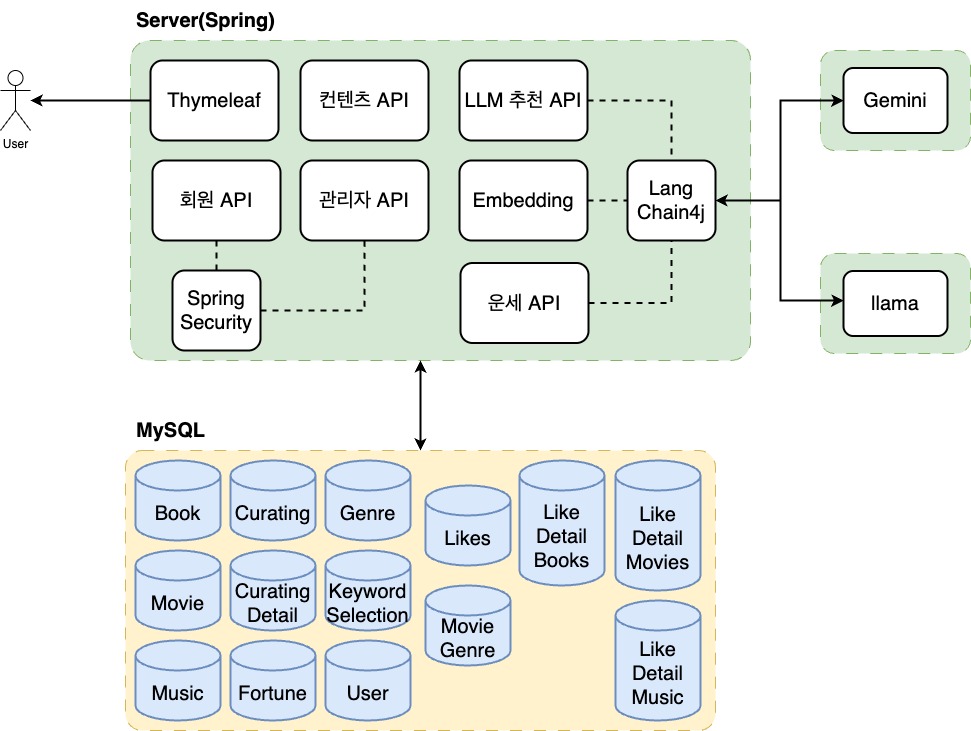 Server(Spring)
User
Thymeleaf
컨텐츠 API
LLM 추천 API
회원 API
관리자 API
Embedding
Lang
Chain4j
Spring
Security
운세 API
Gemini
llama
MySQL
Book
Curating
Genre
Likes
Like
Detail
Books
Like
Detail
Movies
Movie
Curating
Detail
Keyword
Selection
Movie
Genre
Music
Fortune
User
Like
Detail
Music